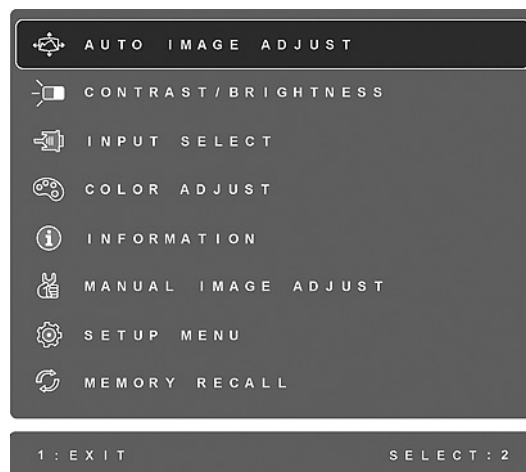 AUTO IMAGE ADJUST
CONTRAST/BRIGHTNESS
INPUT SELECT
COLOR ADJUST
INFORMATION
MANUAL IMAGE ADJUST
SETUP MENU
MEMORY RECALL
1:EXIT SELECT:2